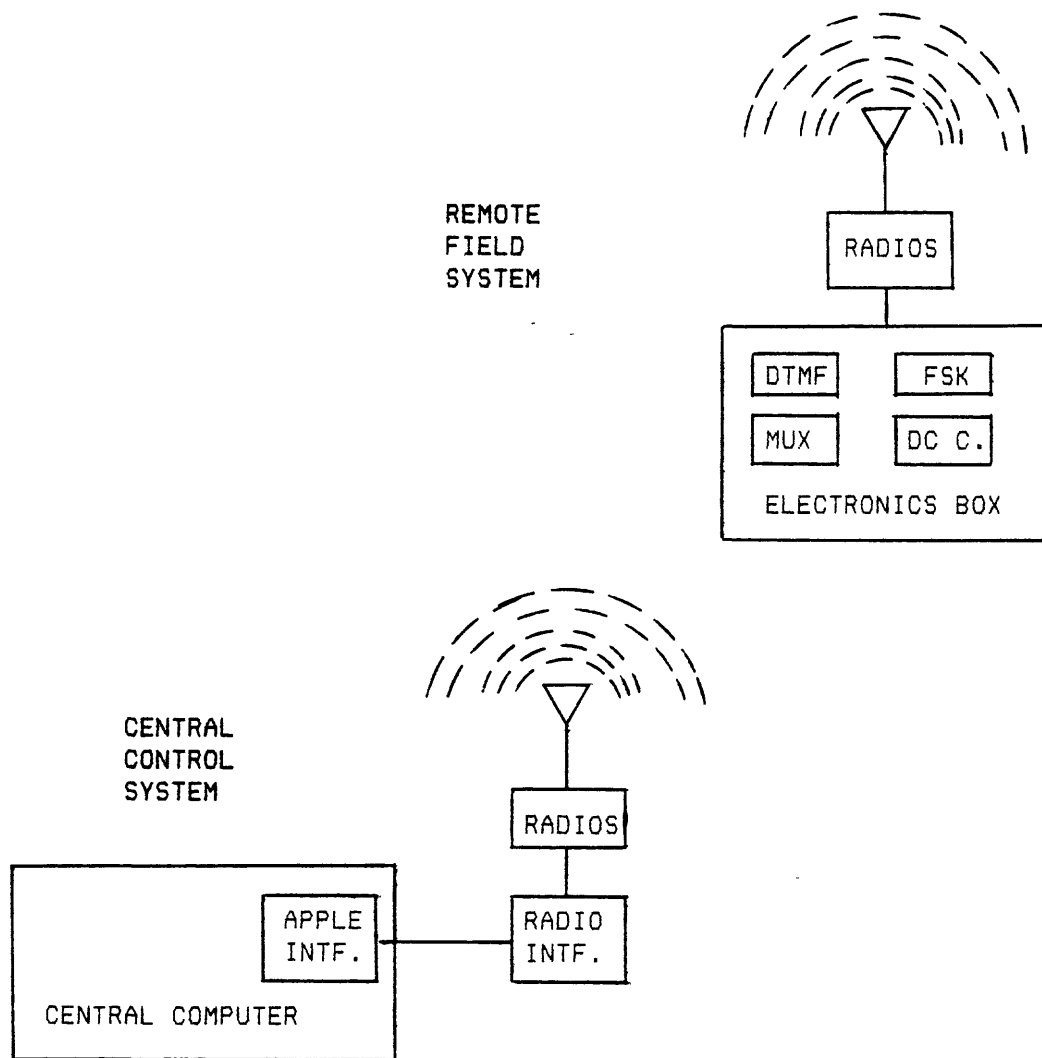 REMOTE
FIELD
SYSTEM
RADIOS
DTMF
FSK
MUX
DC C.
ELECTRONICS BOX
CENTRAL
CONTROL
SYSTEM
RADIOS
APPLE
INTF.
RADIO
INTF.
CENTRAL COMPUTER